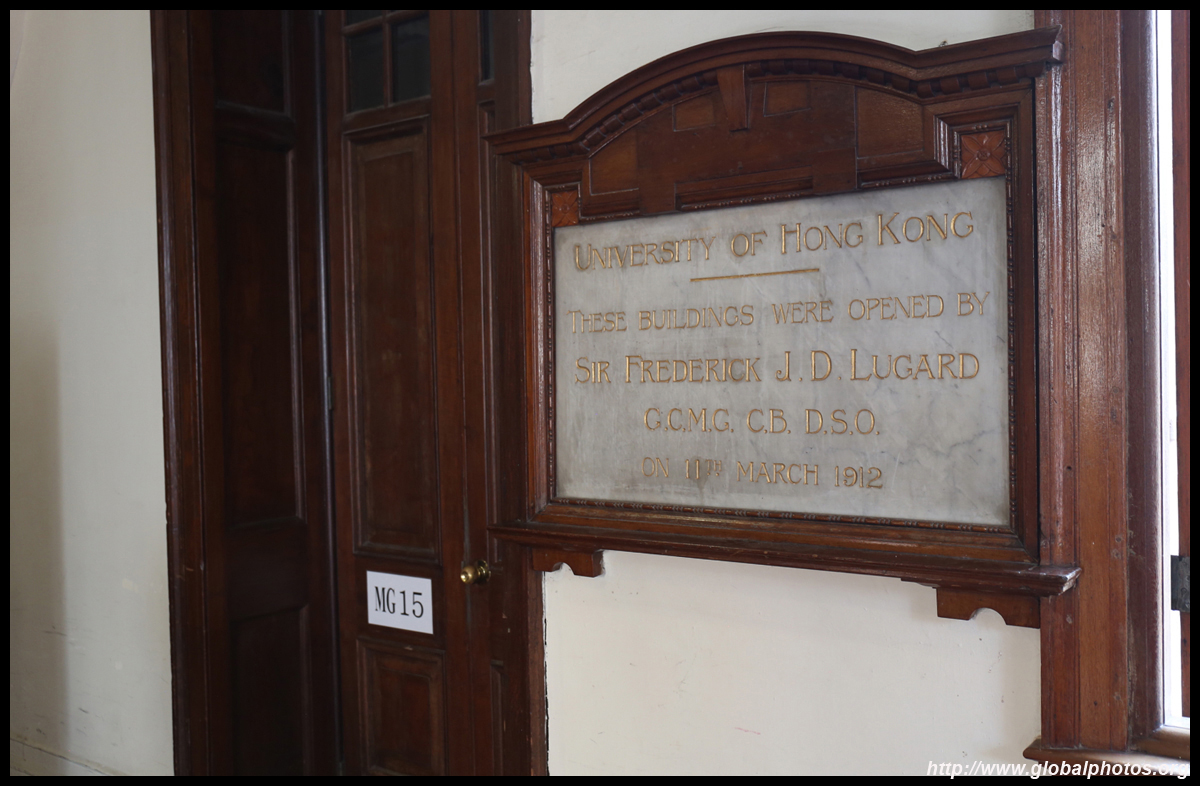 UNIVERSITY OF HONG KONG
THESE BUILDINGS WERE OPENED BY
SIR FREDERICK J. D. LUGARD
G.C.M.G. C.B. D.S.O.
ON 11TH MARCH 1912
MG15
http://www.globalphotos.org